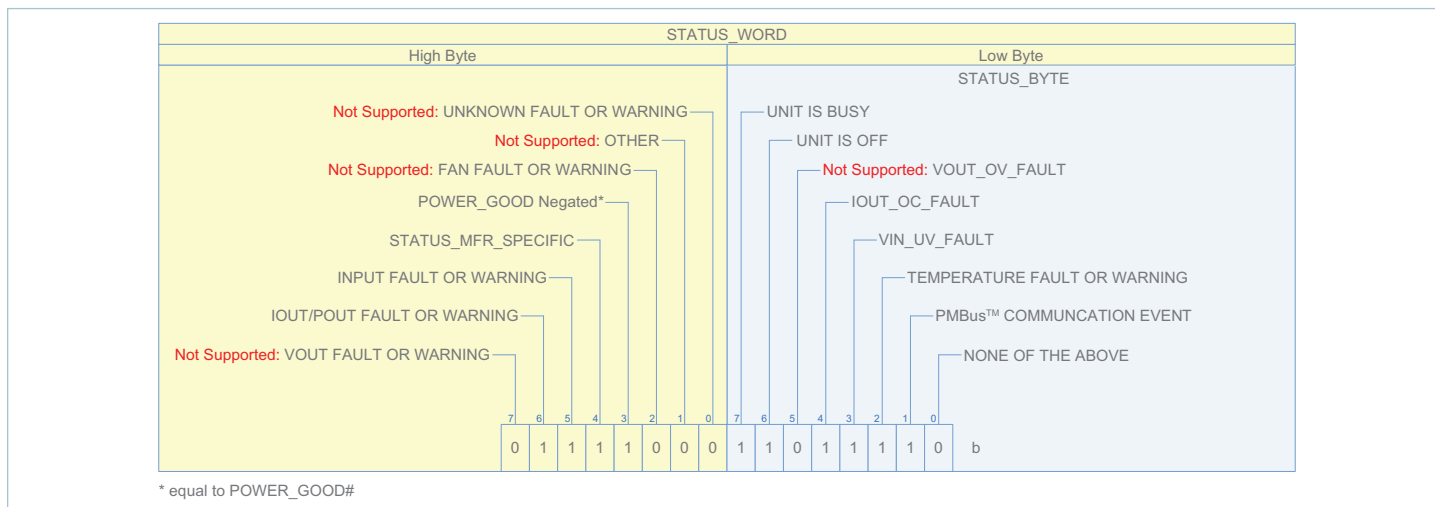 STATUS_WORD
High Byte
Low Byte
STATUS_BYTE
Not Supported: UNKNOWN FAULT OR WARNING
UNIT IS BUSY
Not Supported: OTHER
UNIT IS OFF
Not Supported: FAN FAULT OR WARNING
Not Supported: VOUT_OV_FAULT
POWER_GOOD Negated*
IOUT_OC_FAULT
STATUS_MFR_SPECIFIC
VIN_UV_FAULT
INPUT FAULT OR WARNING
TEMPERATURE FAULT OR WARNING
IOUT/POUT FAULT OR WARNING
PMBus™ COMMUNCATION EVENT
Not Supported: VOUT FAULT OR WARNING
NONE OF THE ABOVE
7 6 5 4 3 2 1 0 7 6 5 4 3 2 1 0
0 1 1 1 1 0 0 0 1 1 0 1 1 1 1 0 b
* equal to POWER_GOOD#